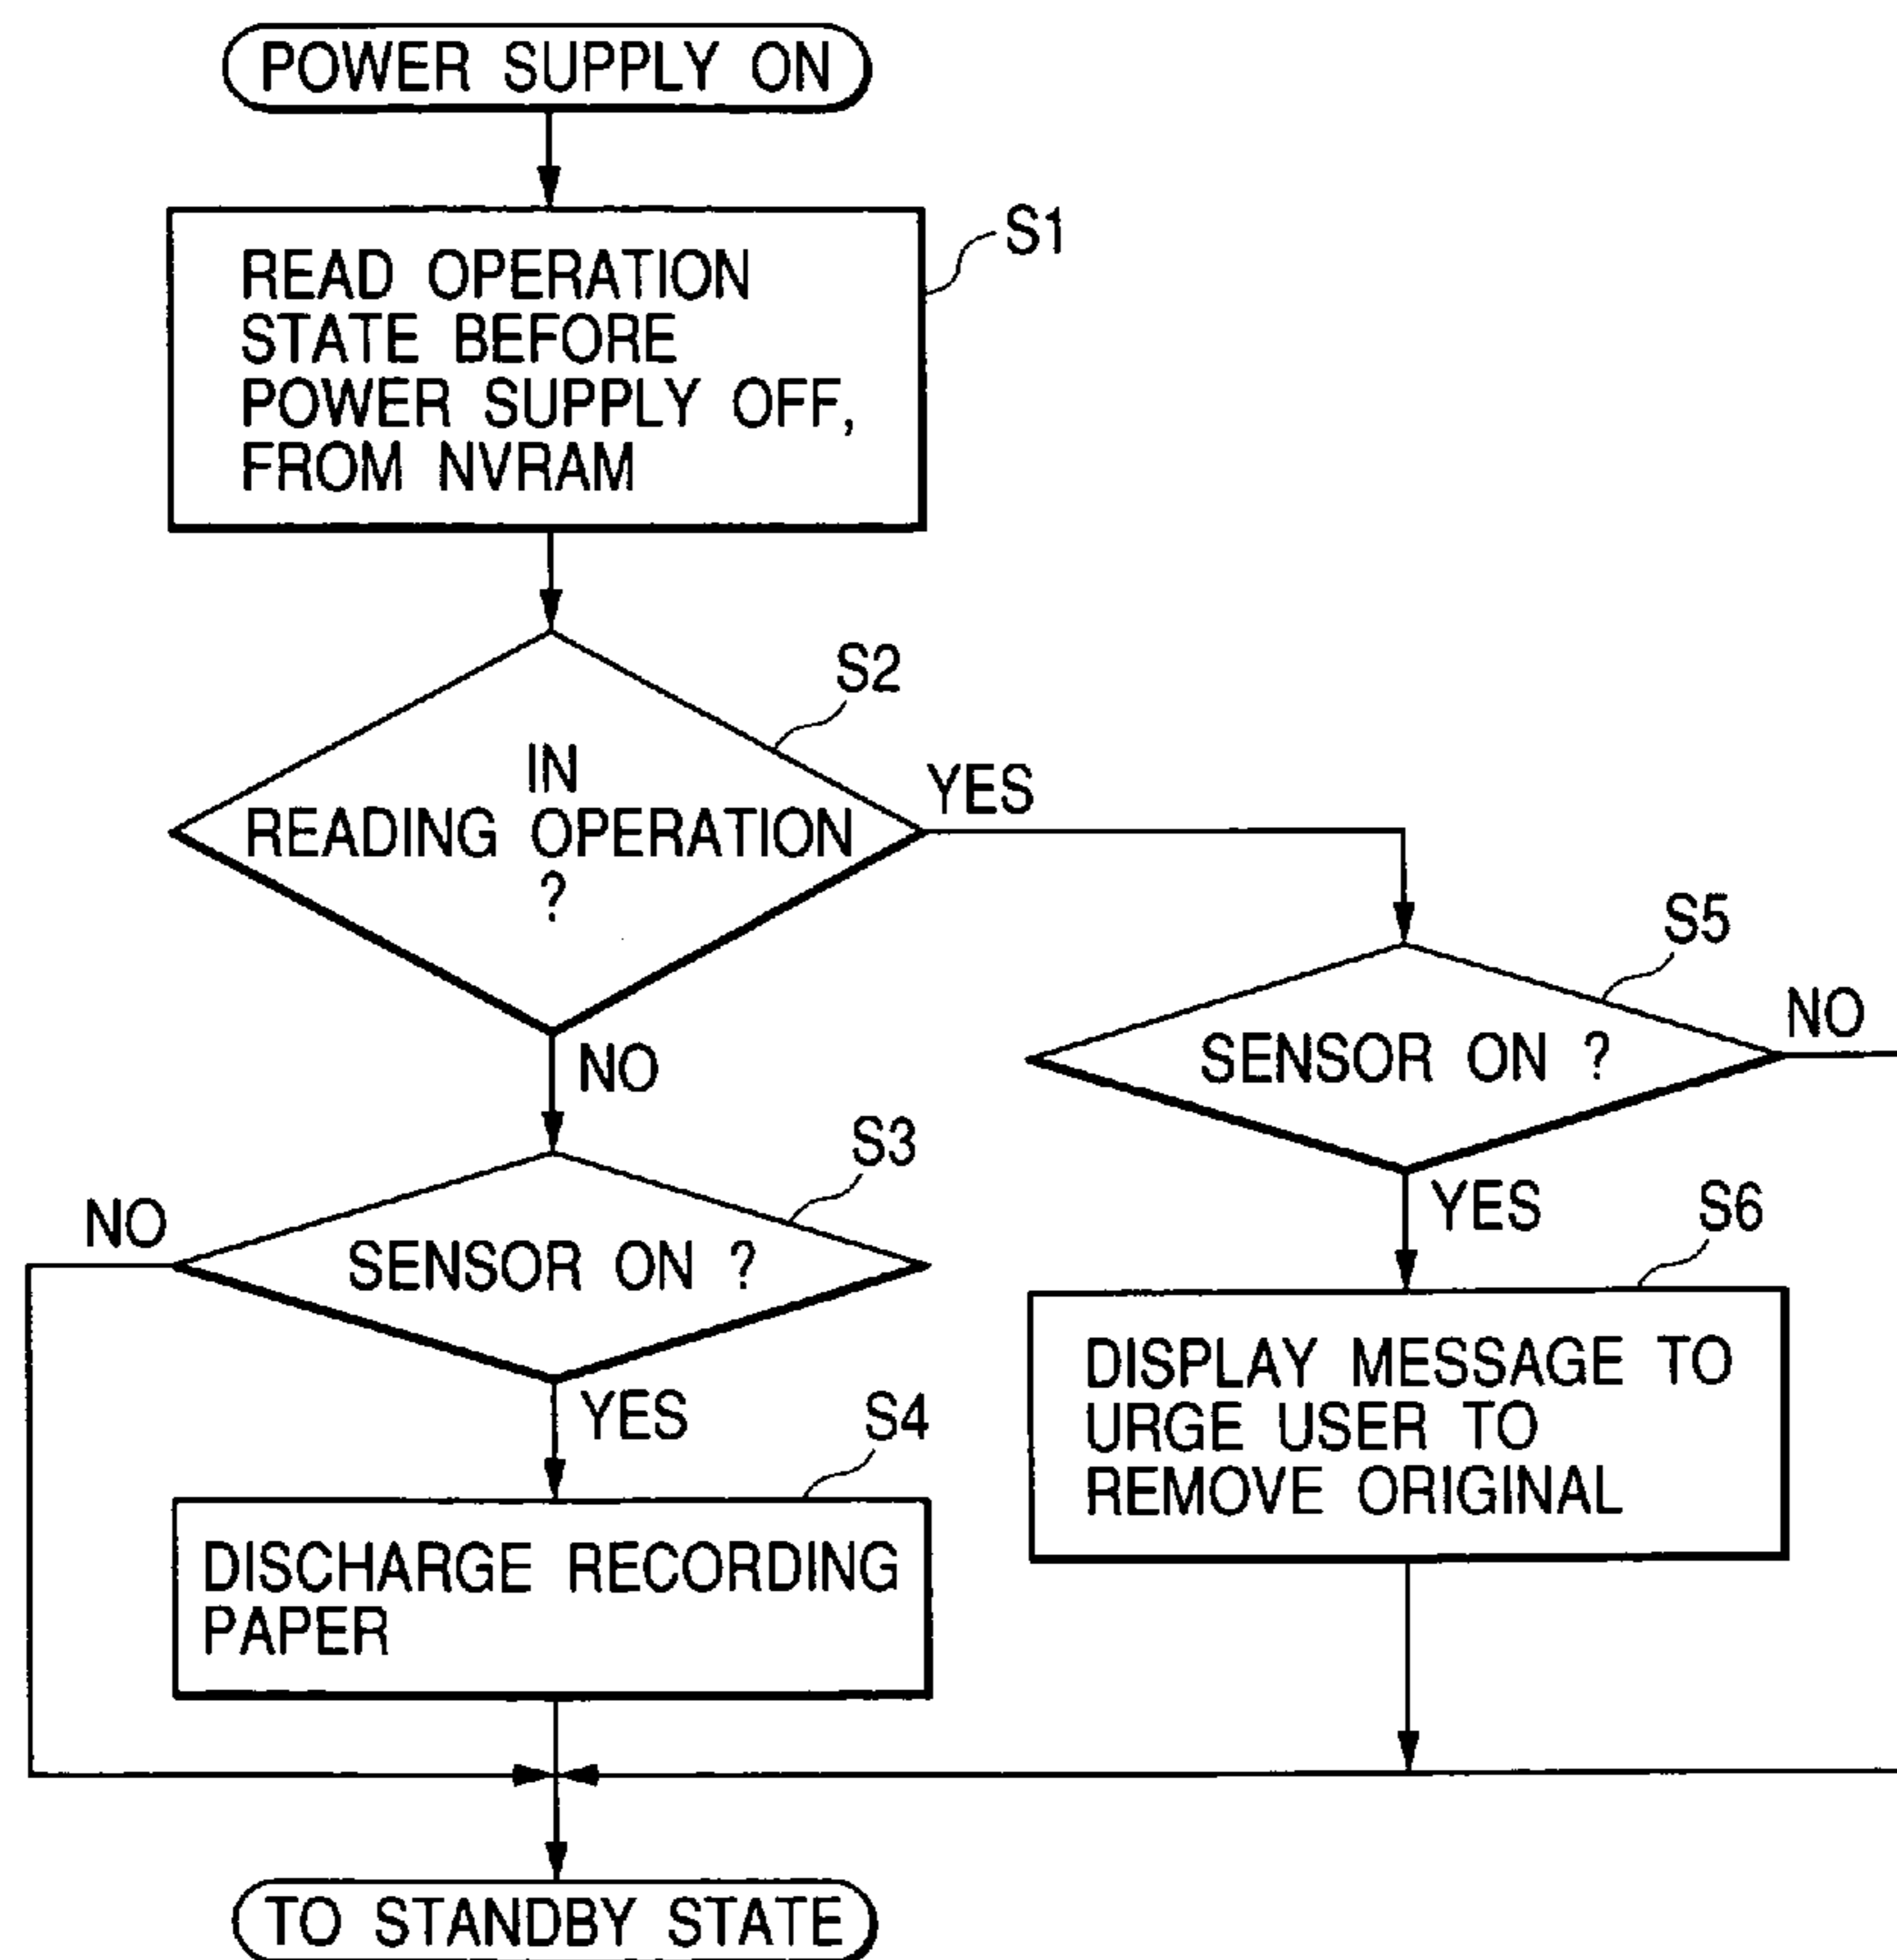 POWER SUPPLY ON
S1
READ OPERATION
STATE BEFORE
POWER SUPPLY OFF,
FROM NVRAM
S2
IN
READING OPERATION
?
YES
NO
S5
SENSOR ON ?
NO
YES
S3
SENSOR ON ?
NO
YES
S6
DISPLAY MESSAGE TO
URGE USER TO
REMOVE ORIGINAL
S4
DISCHARGE RECORDING
PAPER
TO STANDBY STATE